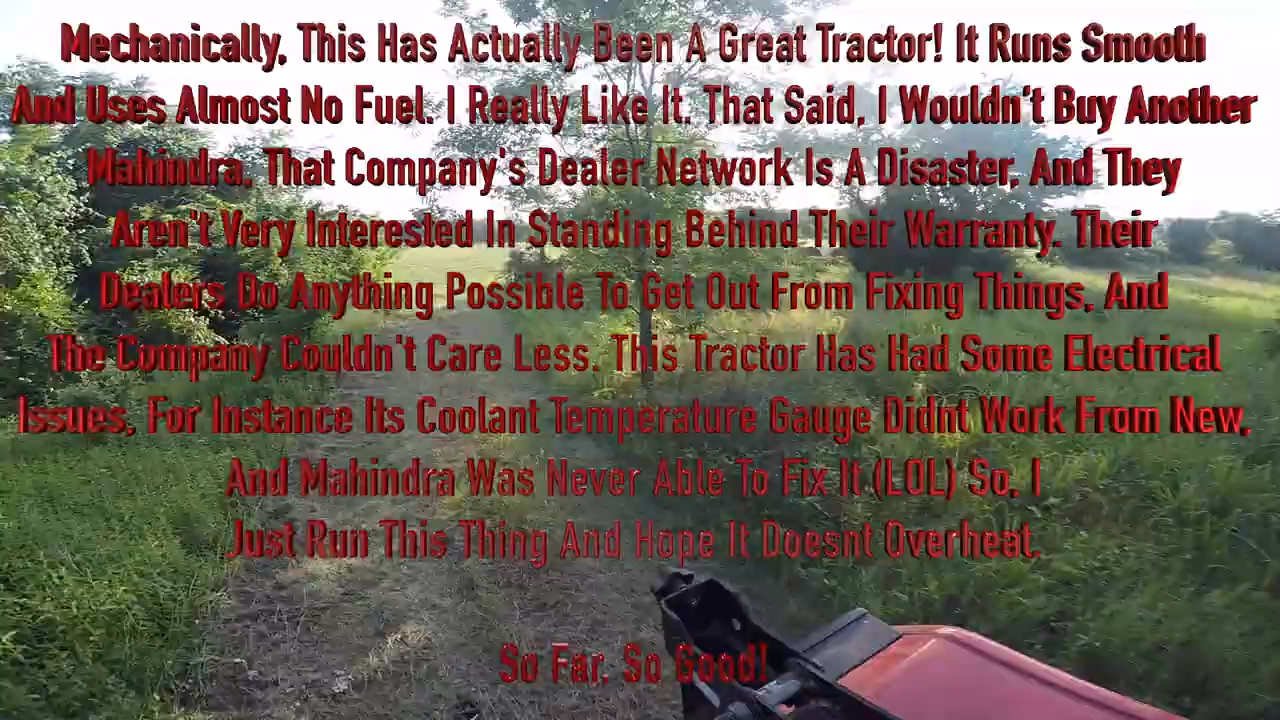 Mechanically, This Has Actually Been A Great Tractor! It Runs Smooth
And Uses Almost No Fuel. I Really Like It. That Said, I Wouldn't Buy Another
Mahindra. That Company's Dealer Network Is A Disaster, And They
Aren't Very Interested In Standing Behind Their Warranty. Their
Dealers Do Anything Possible To Get Out From Fixing Things, And
The Company Couldn't Care Less. This Tractor Has Had Some Electrical
Issues, For Instance Its Coolant Temperature Gauge Didnt Work From New,
And Mahindra Was Never Able To Fix It (LOL) So, I
Just Run This Thing And Hope It Doesnt Overheat.
So Far, So Good!